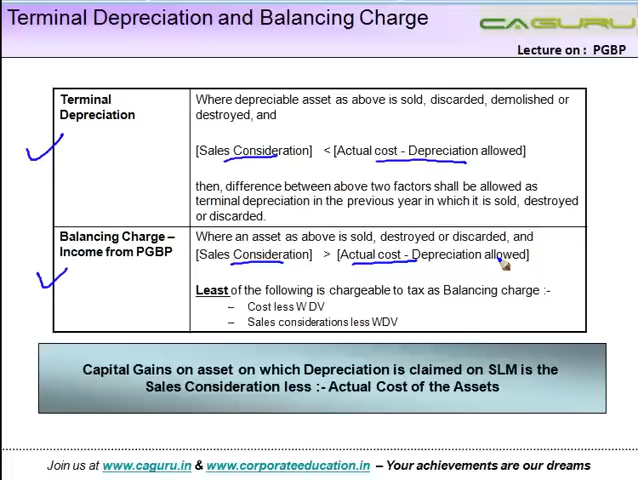 Terminal Depreciation and Balancing Charge
CAGURU
Lecture on : PGBP
Terminal
Depreciation
Where depreciable asset as above is sold, discarded, demolished or
destroyed, and
[Sales Consideration] < [Actual cost - Depreciation allowed]
then, difference between above two factors shall be allowed as
terminal depreciation in the previous year in which it is sold, destroyed
or discarded.
Balancing Charge –
Income from PGBP
Where an asset as above is sold, destroyed or discarded, and
[Sales Consideration] > [Actual cost - Depreciation allowed]
Least of the following is chargeable to tax as Balancing charge :-
– Cost less WDV
– Sales considerations less WDV
Capital Gains on asset on which Depreciation is claimed on SLM is the
Sales Consideration less :- Actual Cost of the Assets
Join us at www.caguru.in & www.corporateeducation.in – Your achievements are our dreams